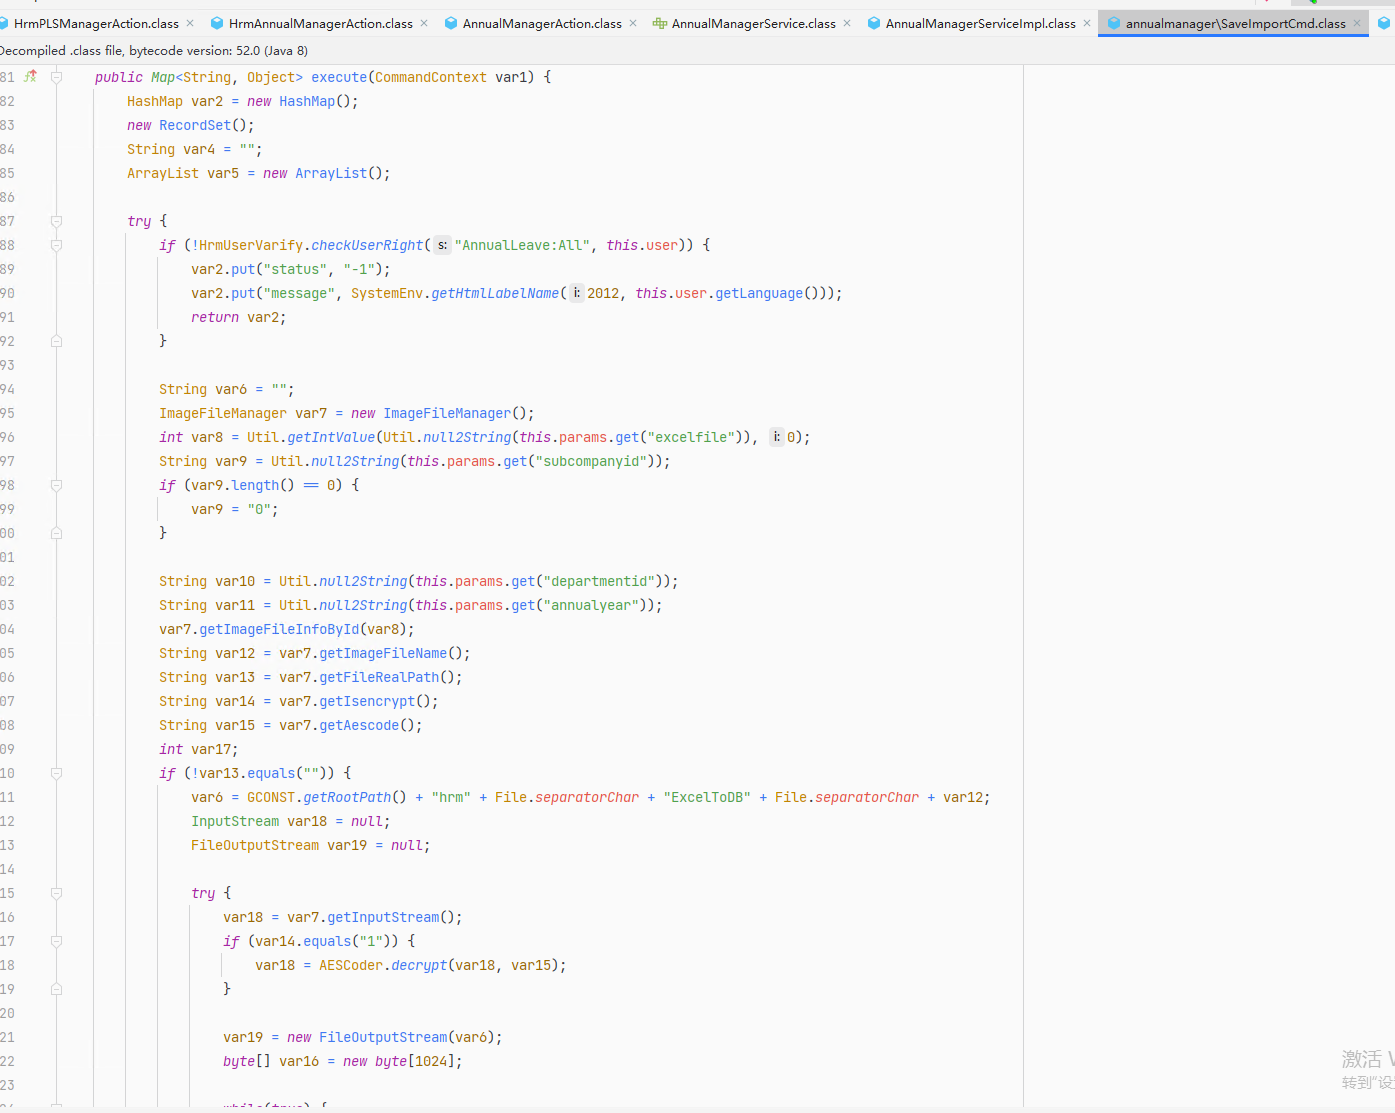 HrmPLSManagerAction.class × HrmAnnualManagerAction.class × AnnualManagerAction.class × AnnualManagerService.class × AnnualManagerServiceImpl.class × annualmanager\SaveImportCmd.class ×
Decompiled .class file, bytecode version: 52.0 (Java 8)
81 public Map<String, Object> execute(CommandContext var1) {
82 HashMap var2 = new HashMap();
83 new RecordSet();
84 String var4 = "";
85 ArrayList var5 = new ArrayList();
86
87 try {
88 if (!HrmUserVarify.checkUserRight( s: "AnnualLeave:All", this.user)) {
89 var2.put("status", "-1");
90 var2.put("message", SystemEnv.getHtmlLabelName( i: 2012, this.user.getLanguage()));
91 return var2;
92 }
93
94 String var6 = "";
95 ImageFileManager var7 = new ImageFileManager();
96 int var8 = Util.getIntValue(Util.null2String(this.params.get("excelfile")), i: 0);
97 String var9 = Util.null2String(this.params.get("subcompanyid"));
98 if (var9.length() == 0) {
99 var9 = "0";
00 }
01
02 String var10 = Util.null2String(this.params.get("departmentid"));
03 String var11 = Util.null2String(this.params.get("annualyear"));
04 var7.getImageFileInfoById(var8);
05 String var12 = var7.getImageFileName();
06 String var13 = var7.getFileRealPath();
07 String var14 = var7.getIsencrypt();
08 String var15 = var7.getAescode();
09 int var17;
10 if (!var13.equals("")) {
11 var6 = GCONST.getRootPath() + "hrm" + File.separatorChar + "ExcelToDB" + File.separatorChar + var12;
12 InputStream var18 = null;
13 FileOutputStream var19 = null;
14
15 try {
16 var18 = var7.getInputStream();
17 if (var14.equals("1")) {
18 var18 = AESCoder.decrypt(var18, var15);
19 }
20
21 var19 = new FileOutputStream(var6);
22 byte[] var16 = new byte[1024];
23
while(true) {
激活 W
转到"设